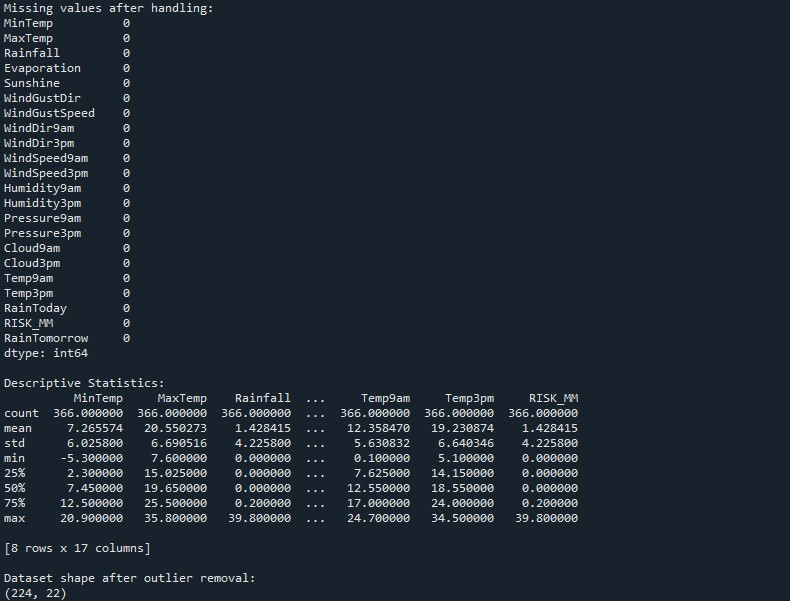 Missing values after handling:
MinTemp          0
MaxTemp          0
Rainfall         0
Evaporation      0
Sunshine         0
WindGustDir      0
WindGustSpeed    0
WindDir9am       0
WindDir3pm       0
WindSpeed9am     0
WindSpeed3pm     0
Humidity9am      0
Humidity3pm      0
Pressure9am      0
Pressure3pm      0
Cloud9am         0
Cloud3pm         0
Temp9am          0
Temp3pm          0
RainToday        0
RISK_MM          0
RainTomorrow     0
dtype: int64

Descriptive Statistics:
          MinTemp     MaxTemp    Rainfall  ...     Temp9am     Temp3pm     RISK_MM
count  366.000000  366.000000  366.000000  ...  366.000000  366.000000  366.000000
mean     7.265574   20.550273    1.428415  ...   12.358470   19.230874    1.428415
std      6.025800    6.690516    4.225800  ...    5.630832    6.640346    4.225800
min     -5.300000    7.600000    0.000000  ...    0.100000    5.100000    0.000000
25%      2.300000   15.025000    0.000000  ...    7.625000   14.150000    0.000000
50%      7.450000   19.650000    0.000000  ...   12.550000   18.550000    0.000000
75%     12.500000   25.500000    0.200000  ...   17.000000   24.000000    0.200000
max     20.900000   35.800000   39.800000  ...   24.700000   34.500000   39.800000

[8 rows x 17 columns]

Dataset shape after outlier removal:
(224, 22)